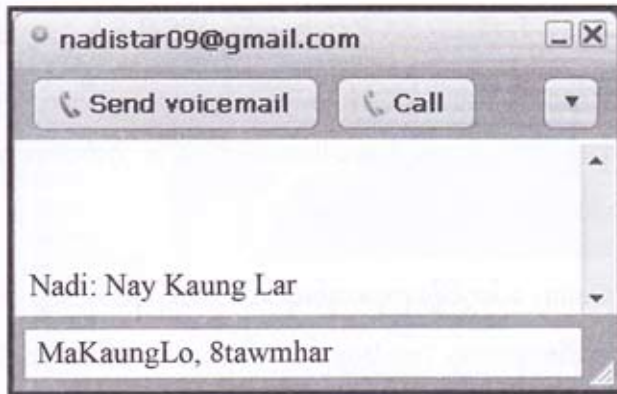 nadistar09@gmail.com
Send voicemail
Call
Nadi: Nay Kaung Lar
MaKaungLo, 8tawmhar